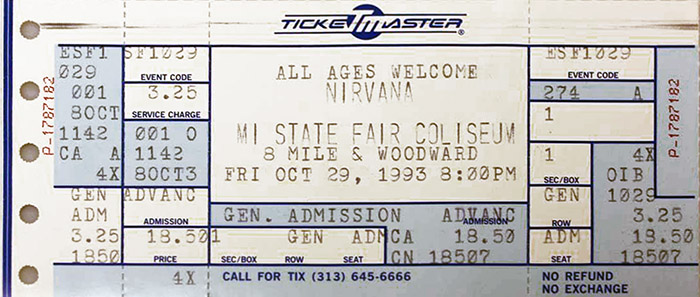 TICKETMASTER®
ESF1
029
001
8OCT
1142
CA A
4X
GEN
ADM
3.25
1850
P-1787182
SF1029
EVENT CODE
3.25
SERVICE CHARGE
001 O
1142
8OCT3
ADVANC
ADMISSION
18.50
PRICE
4X
ALL AGES WELCOME
NIRVANA
MI STATE FAIR COLISEUM
8 MILE & WOODWARD
FRI OCT 29, 1993 8:00PM
GEN. ADMISSION ADVANC
ADMISSION
1 GEN ADM CA 18.50
SEC/BOX ROW SEAT CN 18507
CALL FOR TIX (313) 645-6666
ESF1029
EVENT CODE
274 A
1
1 4X
SEC/BOX OIB
GEN 1029
ROW 3.25
ADM 18.50
SEAT 18507
NO REFUND
NO EXCHANGE
P-1787182